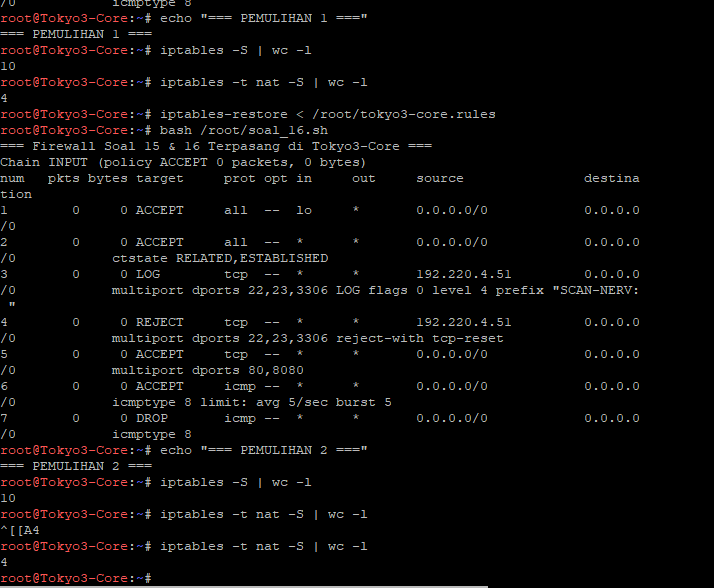 /0              icmptype 8
root@Tokyo3-Core:~# echo "=== PEMULIHAN 1 ==="
=== PEMULIHAN 1 ===
root@Tokyo3-Core:~# iptables -S | wc -l
10
root@Tokyo3-Core:~# iptables -t nat -S | wc -l
4
root@Tokyo3-Core:~# iptables-restore < /root/tokyo3-core.rules
root@Tokyo3-Core:~# bash /root/soal_16.sh
=== Firewall Soal 15 & 16 Terpasang di Tokyo3-Core ===
Chain INPUT (policy ACCEPT 0 packets, 0 bytes)
num   pkts bytes target     prot opt in     out     source               destina
tion
1        0     0 ACCEPT     all  --  lo     *       0.0.0.0/0            0.0.0.0
/0
2        0     0 ACCEPT     all  --  *      *       0.0.0.0/0            0.0.0.0
/0            ctstate RELATED,ESTABLISHED
3        0     0 LOG        tcp  --  *      *       192.220.4.51         0.0.0.0
/0            multiport dports 22,23,3306 LOG flags 0 level 4 prefix "SCAN-NERV:
 "
4        0     0 REJECT     tcp  --  *      *       192.220.4.51         0.0.0.0
/0            multiport dports 22,23,3306 reject-with tcp-reset
5        0     0 ACCEPT     tcp  --  *      *       0.0.0.0/0            0.0.0.0
/0            multiport dports 80,8080
6        0     0 ACCEPT     icmp --  *      *       0.0.0.0/0            0.0.0.0
/0            icmptype 8 limit: avg 5/sec burst 5
7        0     0 DROP       icmp --  *      *       0.0.0.0/0            0.0.0.0
/0            icmptype 8
root@Tokyo3-Core:~# echo "=== PEMULIHAN 2 ==="
=== PEMULIHAN 2 ===
root@Tokyo3-Core:~# iptables -S | wc -l
10
root@Tokyo3-Core:~# iptables -t nat -S | wc -l
^[[A4
root@Tokyo3-Core:~# iptables -t nat -S | wc -l
4
root@Tokyo3-Core:~#